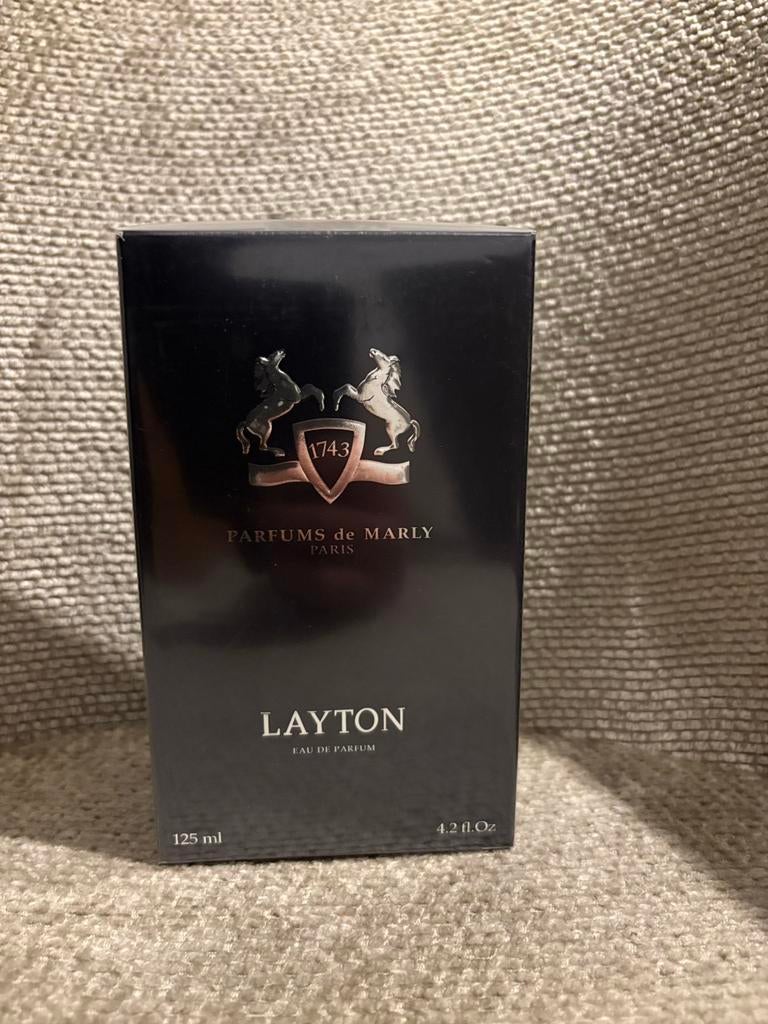 1743
PARFUMS de MARLY
PARIS
LAYTON
EAU DE PARFUM
125 ml
4.2 fl.Oz